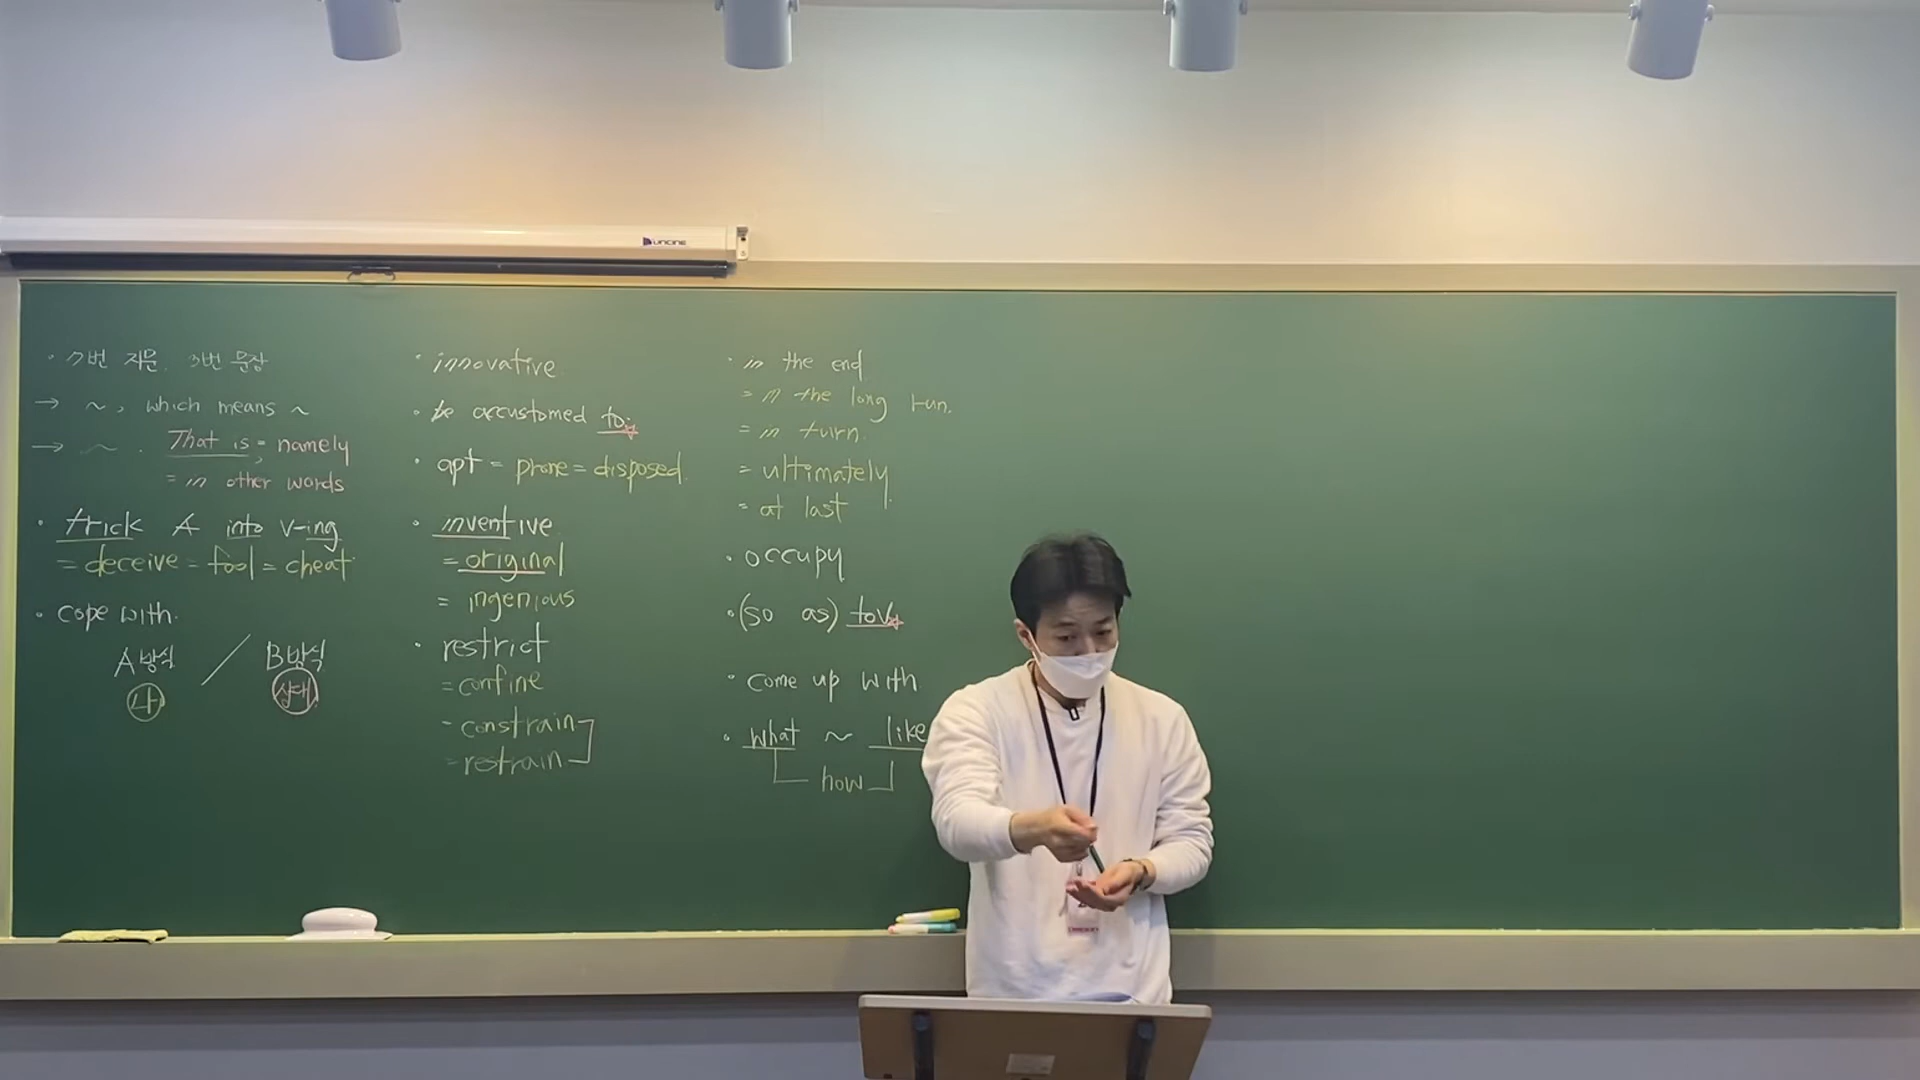 UNCINE
· 7번 지문. 3번 문장
→ ~, which means ~
→ ~. That is, = namely
= in other words
· trick A into v-ing
= deceive = fool = cheat
· cope with.
A방식 / B방식
나 상대
· innovative
· be accustomed to
· apt = prone = disposed
· inventive
= original
= ingenious
· restrict
= confine
- constrain
= restrain
· in the end
= in the long run.
= in turn.
= ultimately
= at last
· occupy
· (so as) to V
· come up with
· what ~ like
how